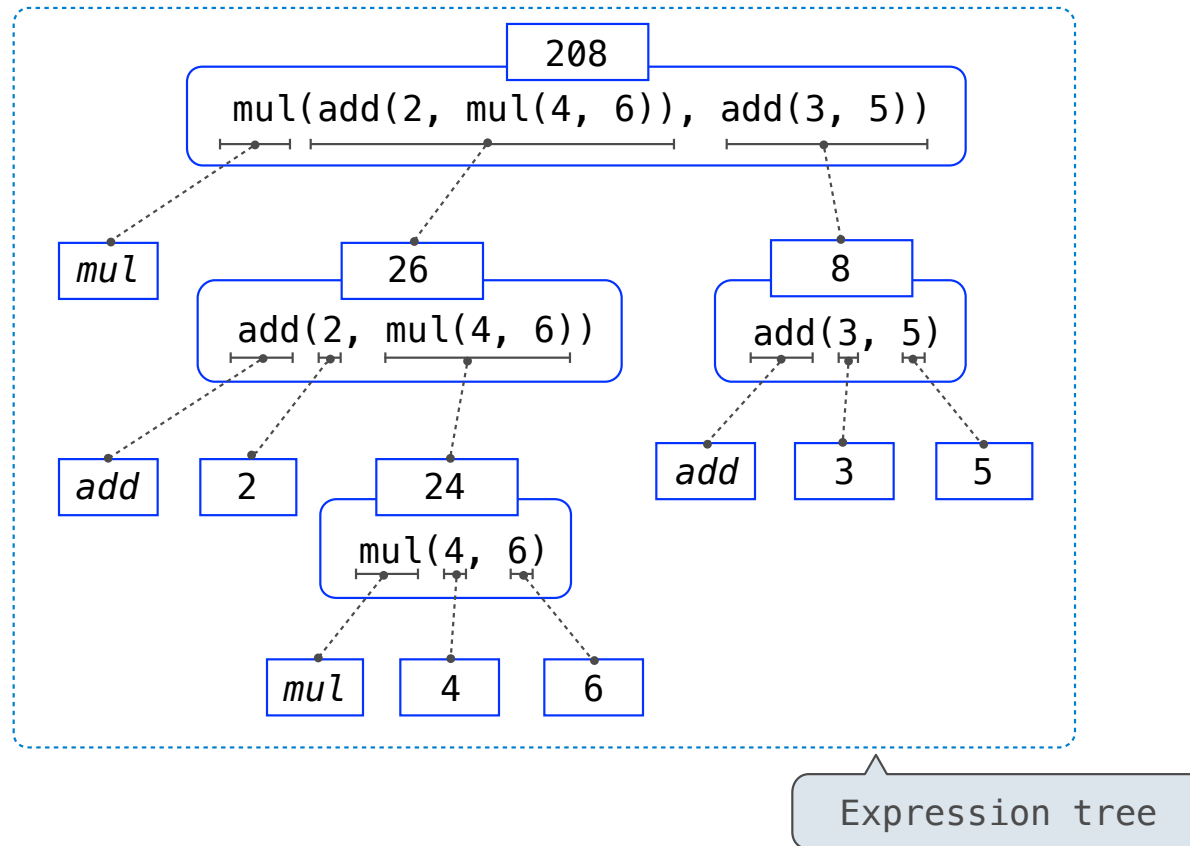 208
mul(add(2, mul(4, 6)), add(3, 5))
mul
26
8
add(2, mul(4, 6))
add(3, 5)
add
2
24
add
3
5
mul(4, 6)
mul
4
6
Expression tree